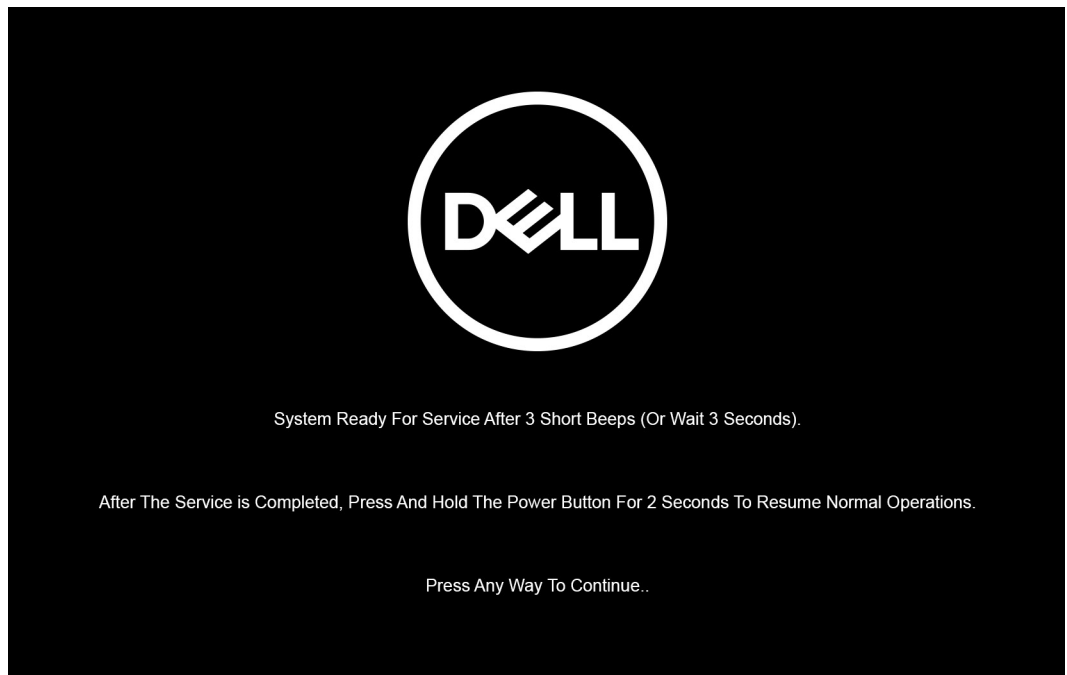 DELL
System Ready For Service After 3 Short Beeps (Or Wait 3 Seconds).
After The Service is Completed, Press And Hold The Power Button For 2 Seconds To Resume Normal Operations.
Press Any Way To Continue..